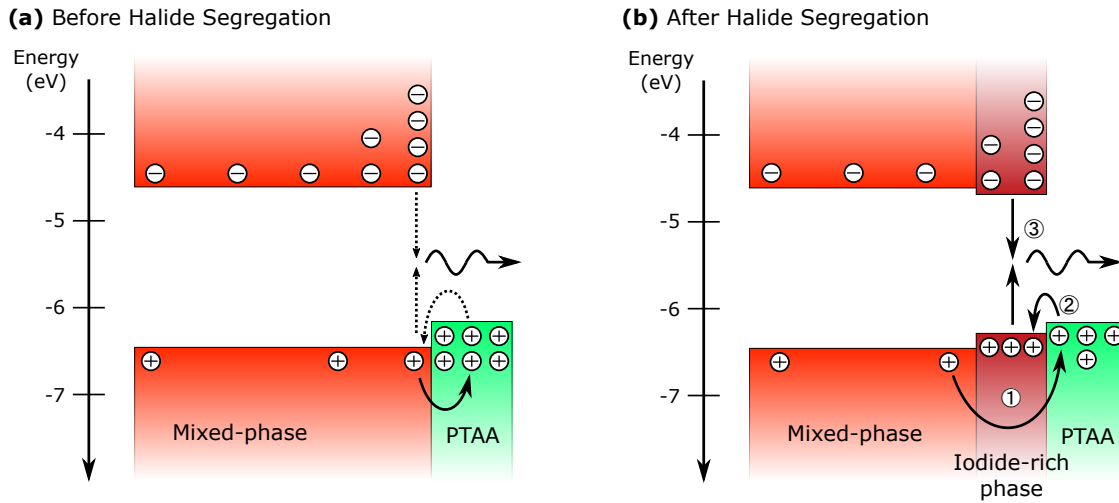 (a) Before Halide Segregation
Energy
(eV)
-4
-5
-6
-7
Mixed-phase
PTAA
(b) After Halide Segregation
Energy
(eV)
-4
-5
-6
-7
③
②
①
Mixed-phase
PTAA
Iodide-rich
phase